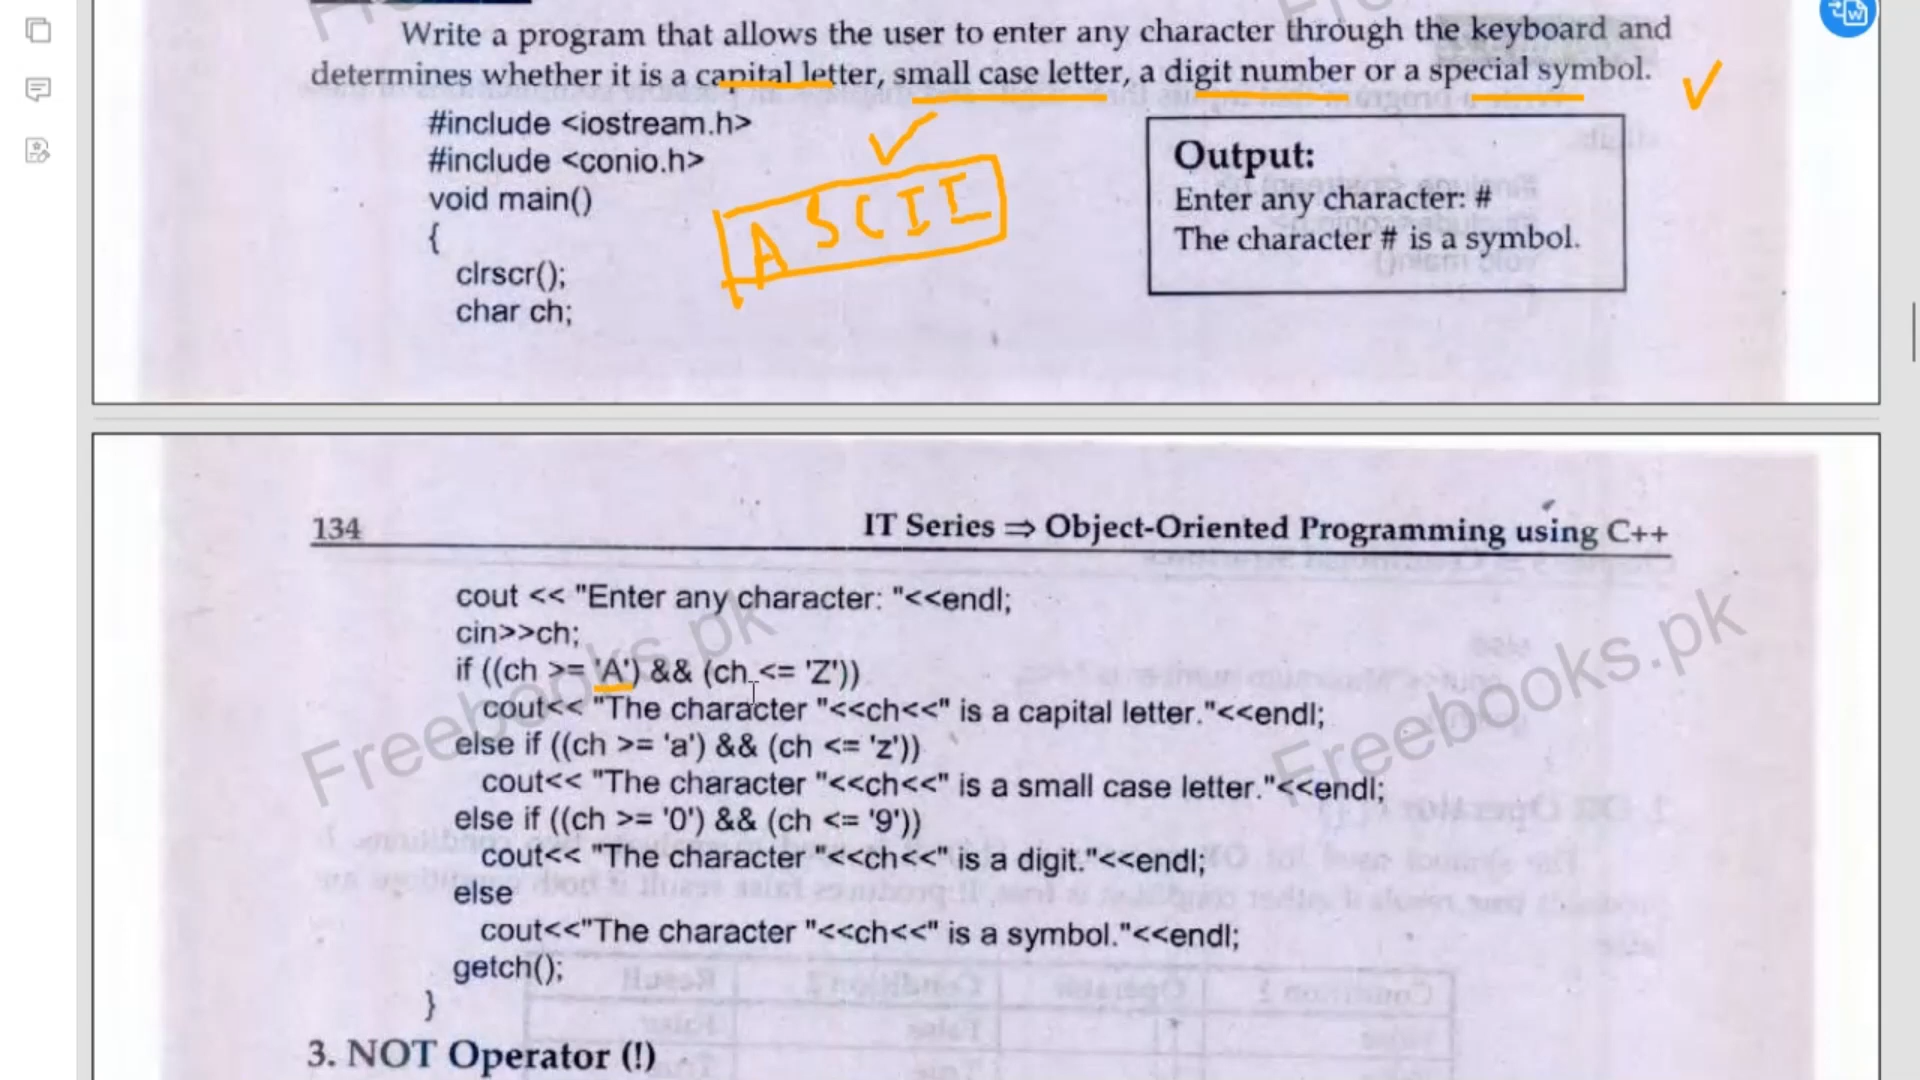 Write a program that allows the user to enter any character through the keyboard and
determines whether it is a capital letter, small case letter, a digit number or a special symbol.
#include <iostream.h>
#include <conio.h>
void main()
{
clrscr();
char ch;
ASCII
Output:
Enter any character: #
The character # is a symbol.
134
IT Series ⇒ Object-Oriented Programming using C++
cout << "Enter any character: "<<endl;
cin>>ch;
if ((ch >= 'A') && (ch <= 'Z'))
cout<< "The character "<<ch<<" is a capital letter."<<endl;
else if ((ch >= 'a') && (ch <= 'z'))
cout<< "The character "<<ch<<" is a small case letter."<<endl;
else if ((ch >= '0') && (ch <= '9'))
cout<< "The character "<<ch<<" is a digit."<<endl;
else
cout<<"The character "<<ch<<" is a symbol."<<endl;
getch();
}
3. NOT Operator (!)
Freebooks.pk
Freebooks.pk